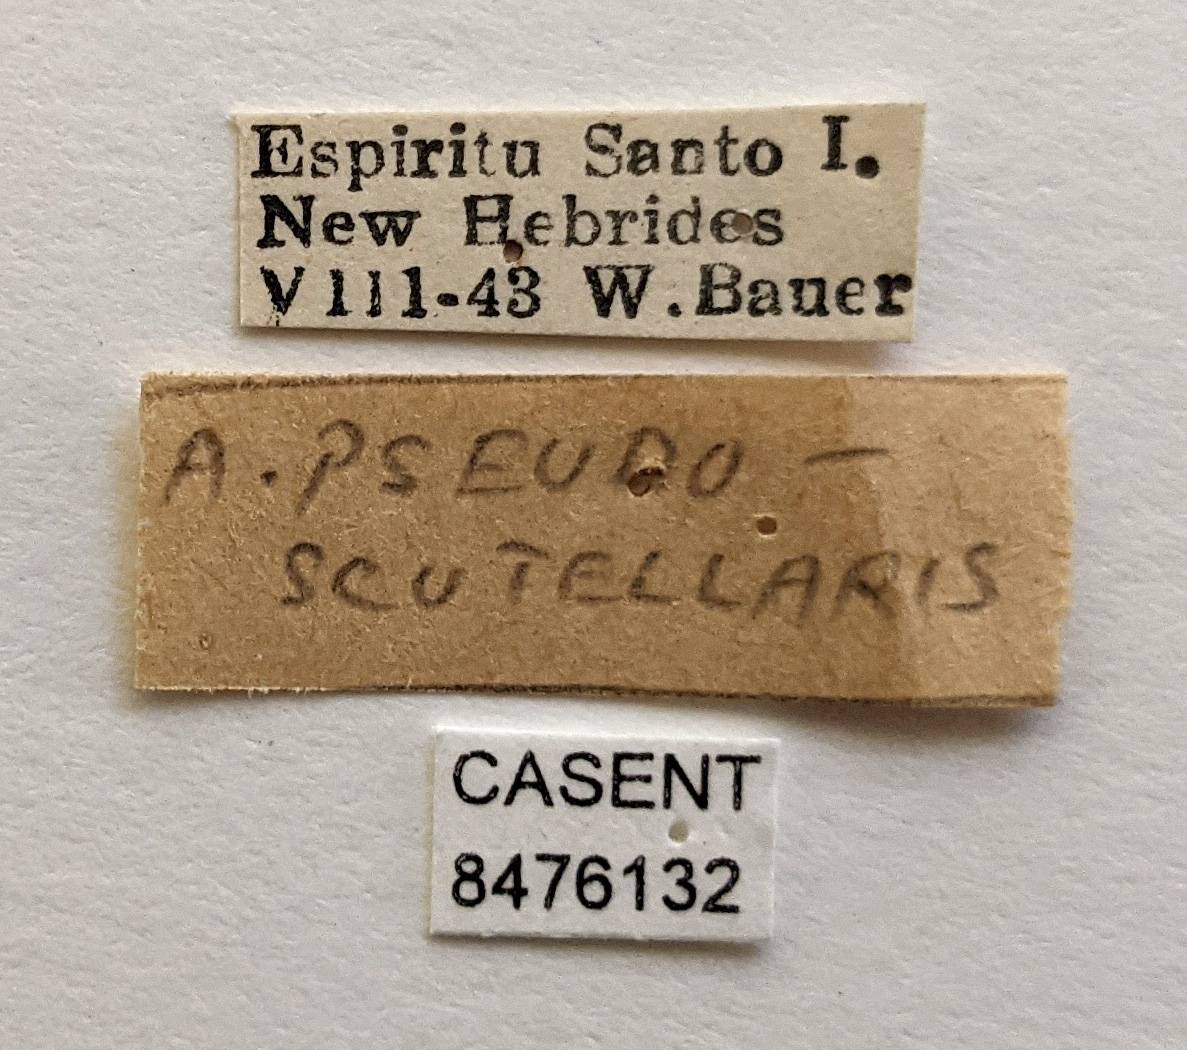 Espiritu Santo I.
New Hebrides
VIII-43 W. Bauer
A. PSEUDO -
SCUTELLARIS
CASENT
8476132